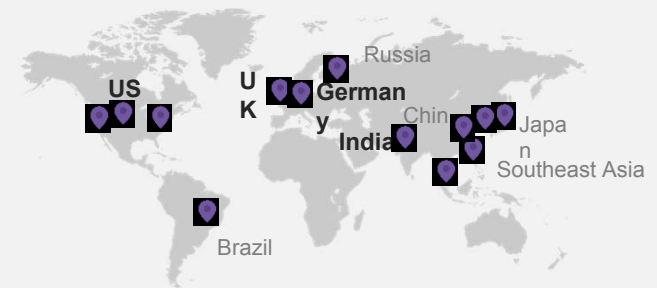 Russia
US
U
K
German
y
Chin
India
Japa
n
Southeast Asia
Brazil